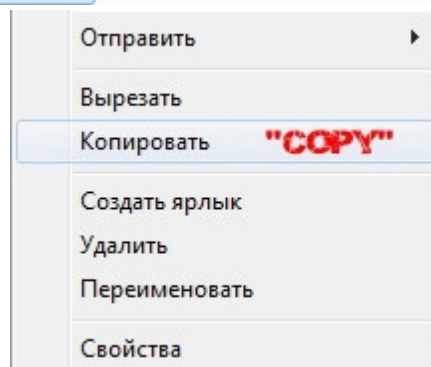 Отправить
Вырезать
Копировать "COPY"
Создать ярлык
Удалить
Переименовать
Свойства